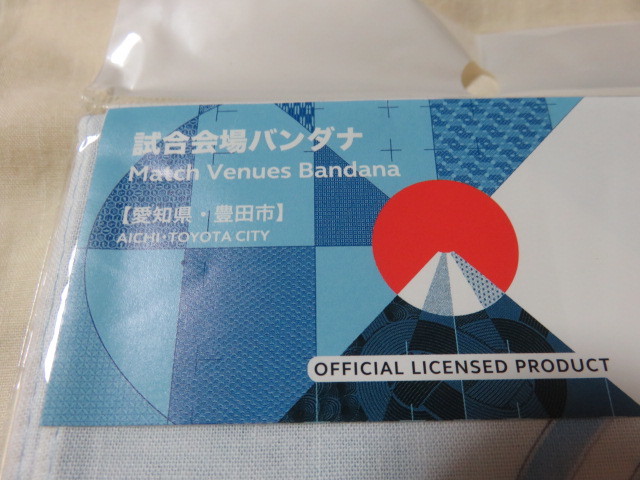 試合会場バンダナ
Match Venues Bandana
【愛知県・豊田市】
AICHI・TOYOTA CITY
OFFICIAL LICENSED PRODUCT